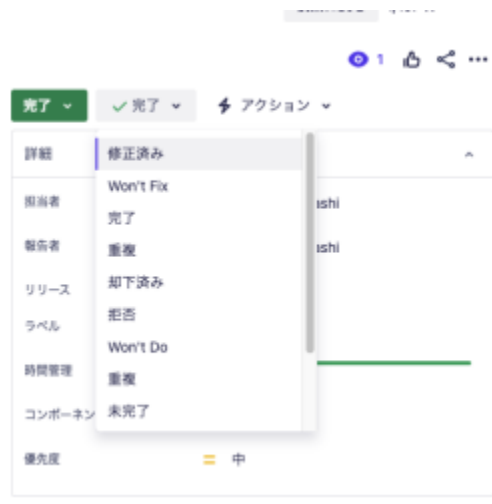 1
完了 完了 アクション
詳細
修正済み
Won't Fix
担当者
ashi
完了
報告者
重複
ashi
却下済み
リリース
拒否
ラベル
Won't Do
時間管理
重複
コンポーネン
未完了
優先度 中